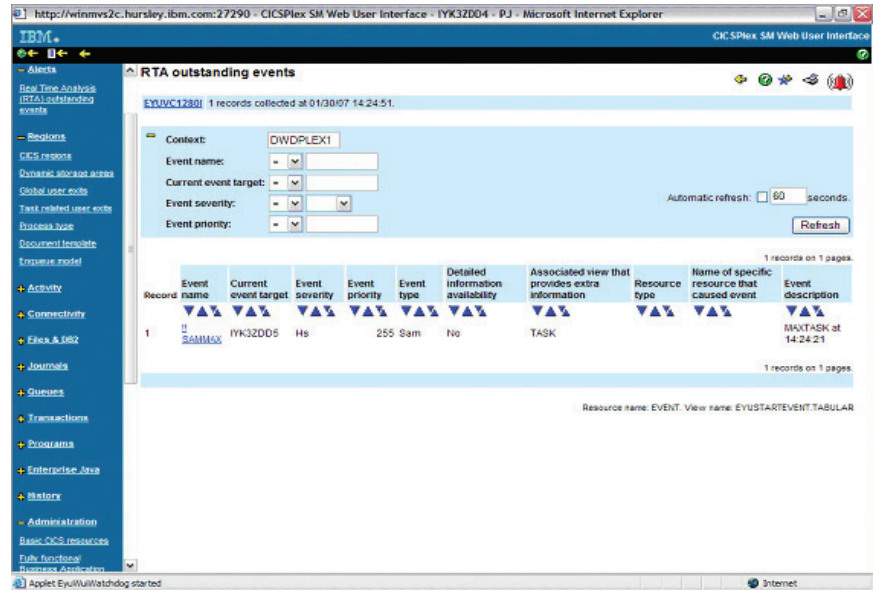 http://winmvs2c.hursley.ibm.com:27290 - CICSPlex SM Web User Interface - IYK3ZDD4 - PJ - Microsoft Internet Explorer
IBM.
CICSPlex SM Web User Interface
Alerts
Real Time Analysis
(RTA) outstanding
events
Regions
CICS regions
Dynamic storage areas
Global user exits
Task related user exits
Process type
Document template
Enqueue model
Activity
Connectivity
Files & DB2
Journals
Queues
Transactions
Programs
Enterprise Java
History
Administration
Basic CICS resources
Fully functional
Business Application
RTA outstanding events
EYUVC1280I 1 records collected at 01/30/07 14:24:51.
Context: DWDPLEX1
Event name: =
Current event target: =
Event severity: =
Event priority: =
Automatic refresh: 60 seconds.
Refresh
1 records on 1 pages.
Record Event name Current event target Event severity Event priority Event type Detailed information availability Associated view that provides extra information Resource type Name of specific resource that caused event Event description
1 !!SAMMAX IYK3ZDD5 Hs 255 Sam No TASK MAXTASK at 14:24:21
1 records on 1 pages.
Resource name: EVENT. View name: EYUSTARTEVENT.TABULAR
Applet EyuWuiWatchdog started
Internet